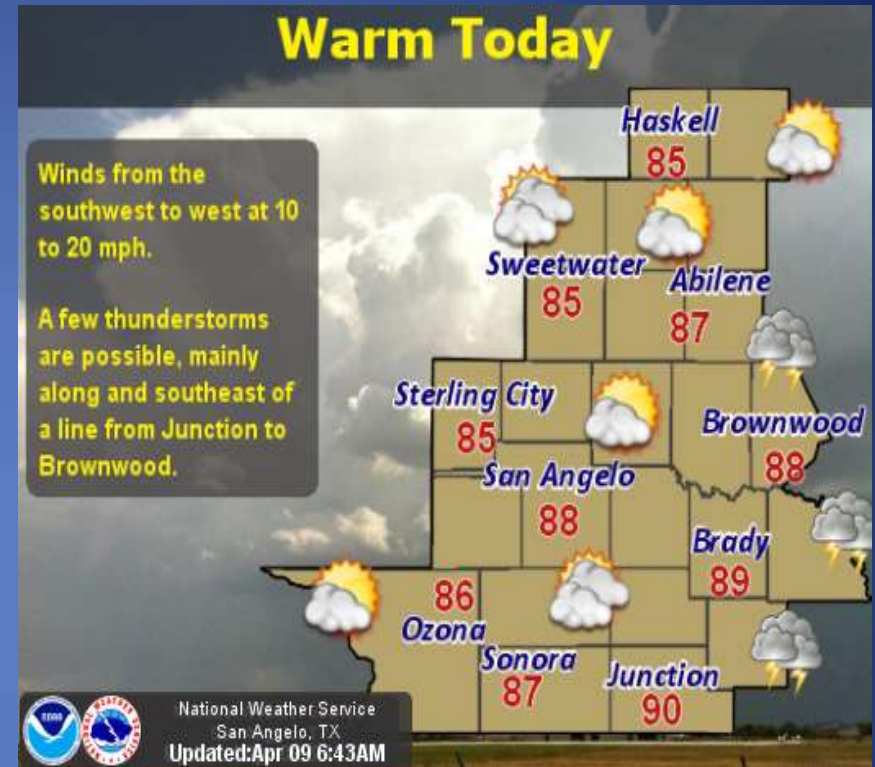 Warm Today
Winds from the
southwest to west at 10
to 20 mph.
A few thunderstorms
are possible, mainly
along and southeast of
a line from Junction to
Brownwood.
Haskell
85
Sweetwater
85
Abilene
87
Sterling City
85
Brownwood
88
San Angelo
88
Brady
89
86
Ozona
Sonora
87
Junction
90
National Weather Service
San Angelo, TX
Updated:Apr 09 6:43AM